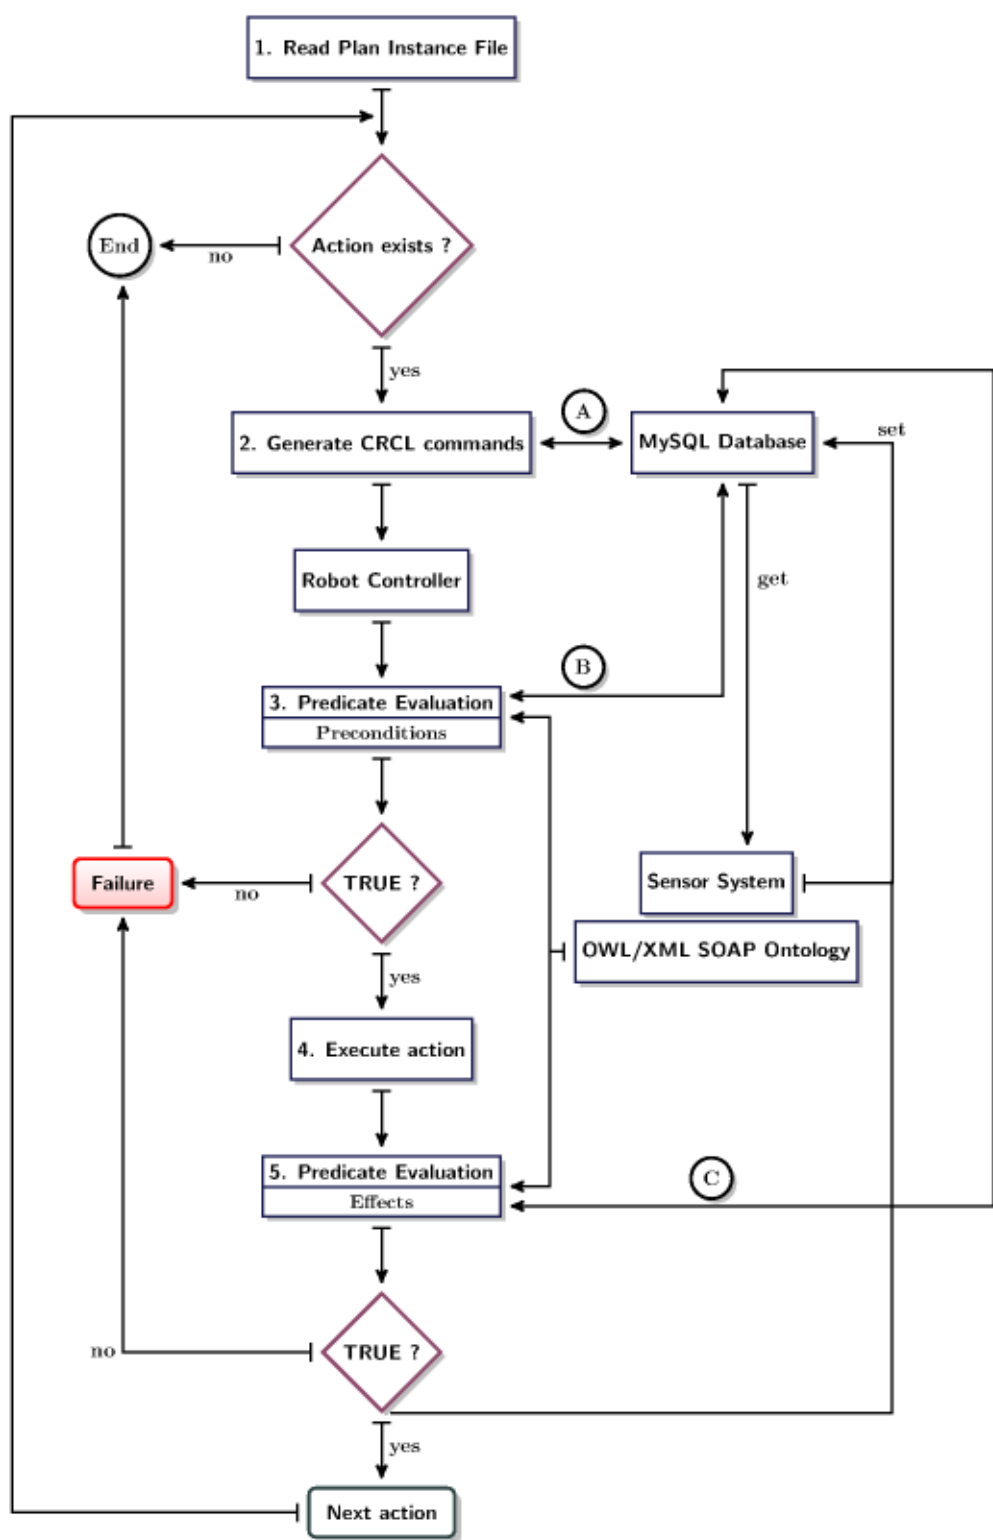 1. Read Plan Instance File
Action exists ?
End
no
yes
A
set
2. Generate CRCL commands
MySQL Database
Robot Controller
get
B
3. Predicate Evaluation
Preconditions
Failure
no
TRUE ?
Sensor System
OWL/XML SOAP Ontology
yes
4. Execute action
5. Predicate Evaluation
Effects
C
no
TRUE ?
yes
Next action